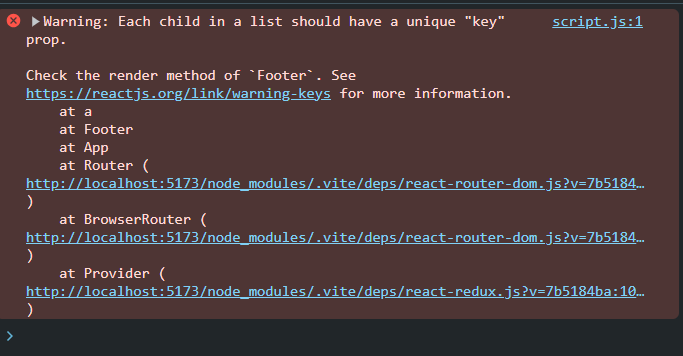 Warning: Each child in a list should have a unique "key" script.js:1
prop.
Check the render method of `Footer`. See
https://reactjs.org/link/warning-keys for more information.
at a
at Footer
at App
at Router (
http://localhost:5173/node_modules/.vite/deps/react-router-dom.js?v=7b5184…
)
at BrowserRouter (
http://localhost:5173/node_modules/.vite/deps/react-router-dom.js?v=7b5184…
)
at Provider (
http://localhost:5173/node_modules/.vite/deps/react-redux.js?v=7b5184ba:10…
)